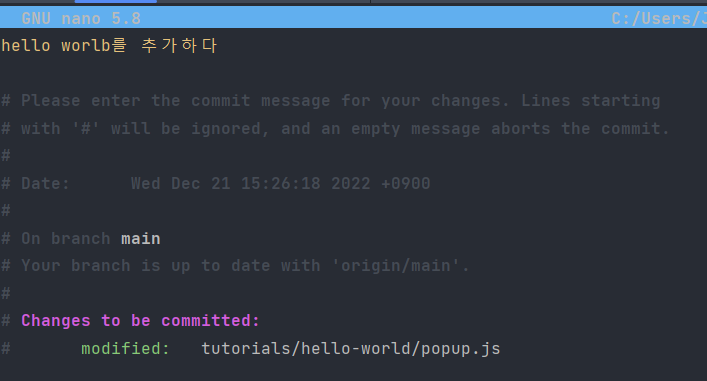 GNU nano 5.8 C:/Users/J
hello worlb를 추가하다
# Please enter the commit message for your changes. Lines starting
# with '#' will be ignored, and an empty message aborts the commit.
#
# Date: Wed Dec 21 15:26:18 2022 +0900
#
# On branch main
# Your branch is up to date with 'origin/main'.
#
# Changes to be committed:
# modified: tutorials/hello-world/popup.js